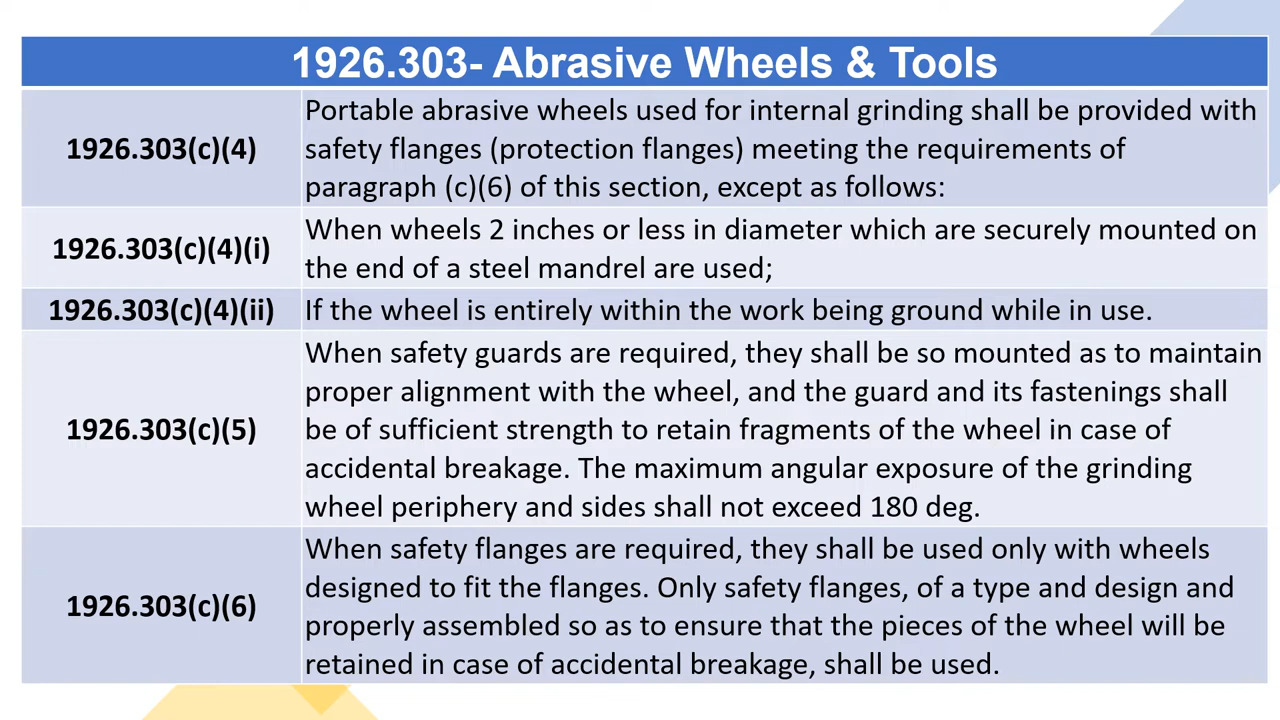 1926.303- Abrasive Wheels & Tools
1926.303(c)(4)
Portable abrasive wheels used for internal grinding shall be provided with
safety flanges (protection flanges) meeting the requirements of
paragraph (c)(6) of this section, except as follows:
1926.303(c)(4)(i)
When wheels 2 inches or less in diameter which are securely mounted on
the end of a steel mandrel are used;
1926.303(c)(4)(ii)
If the wheel is entirely within the work being ground while in use.
1926.303(c)(5)
When safety guards are required, they shall be so mounted as to maintain
proper alignment with the wheel, and the guard and its fastenings shall
be of sufficient strength to retain fragments of the wheel in case of
accidental breakage. The maximum angular exposure of the grinding
wheel periphery and sides shall not exceed 180 deg.
1926.303(c)(6)
When safety flanges are required, they shall be used only with wheels
designed to fit the flanges. Only safety flanges, of a type and design and
properly assembled so as to ensure that the pieces of the wheel will be
retained in case of accidental breakage, shall be used.